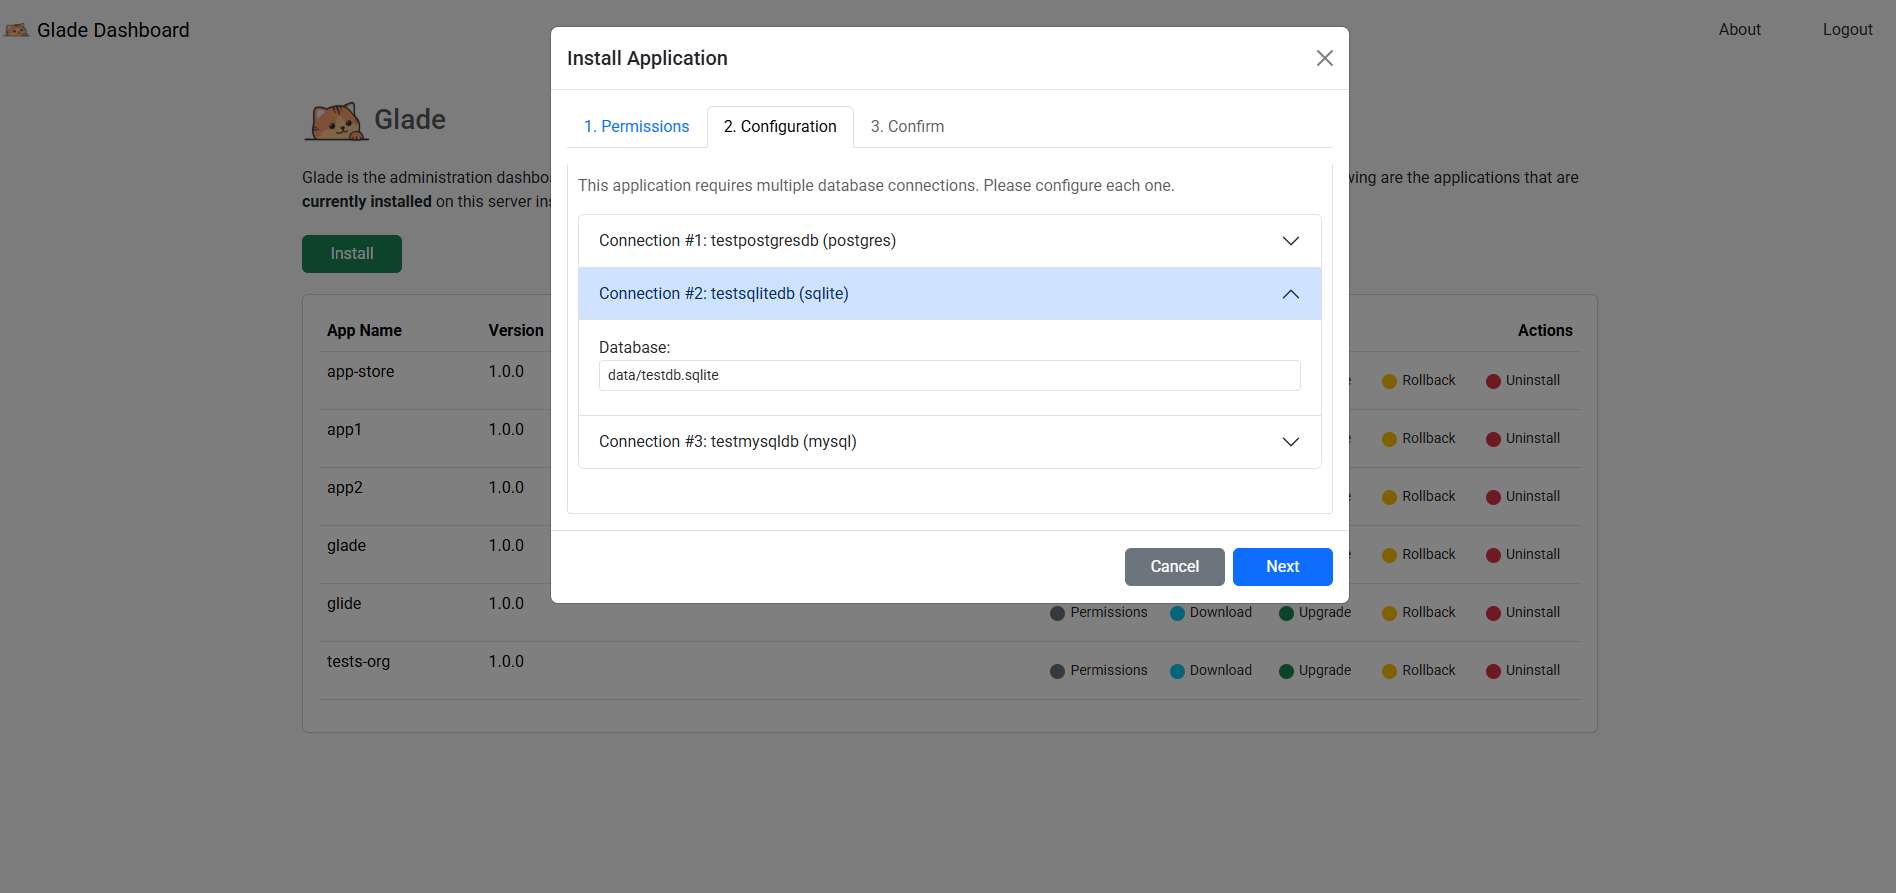 Glade Dashboard
About
Logout
Install Application
1. Permissions
2. Configuration
3. Confirm
This application requires multiple database connections. Please configure each one.
Connection #1: testpostgresdb (postgres)
Connection #2: testsqlitedb (sqlite)
Database:
data/testdb.sqlite
Connection #3: testmysqldb (mysql)
Cancel
Next
Glade
Glade is the administration
are the applications that are
currently installed on this server
Install
App Name Version Actions
app-store 1.0.0 Rollback Uninstall
app1 1.0.0 Rollback Uninstall
app2 1.0.0 Rollback Uninstall
glade 1.0.0 Rollback Uninstall
glide 1.0.0 Permissions Download Upgrade Rollback Uninstall
tests-org 1.0.0 Permissions Download Upgrade Rollback Uninstall